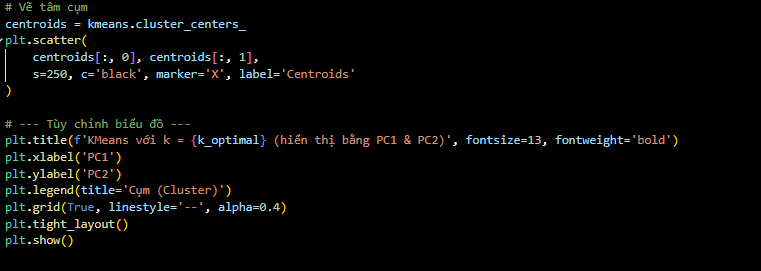 # Vẽ tâm cụm
centroids = kmeans.cluster_centers_
plt.scatter(
    centroids[:, 0], centroids[:, 1],
    s=250, c='black', marker='X', label='Centroids'
)

# --- Tùy chỉnh biểu đồ ---
plt.title(f'KMeans với k = {k_optimal} (hiển thị bằng PC1 & PC2)', fontsize=13, fontweight='bold')
plt.xlabel('PC1')
plt.ylabel('PC2')
plt.legend(title='Cụm (Cluster)')
plt.grid(True, linestyle='--', alpha=0.4)
plt.tight_layout()
plt.show()